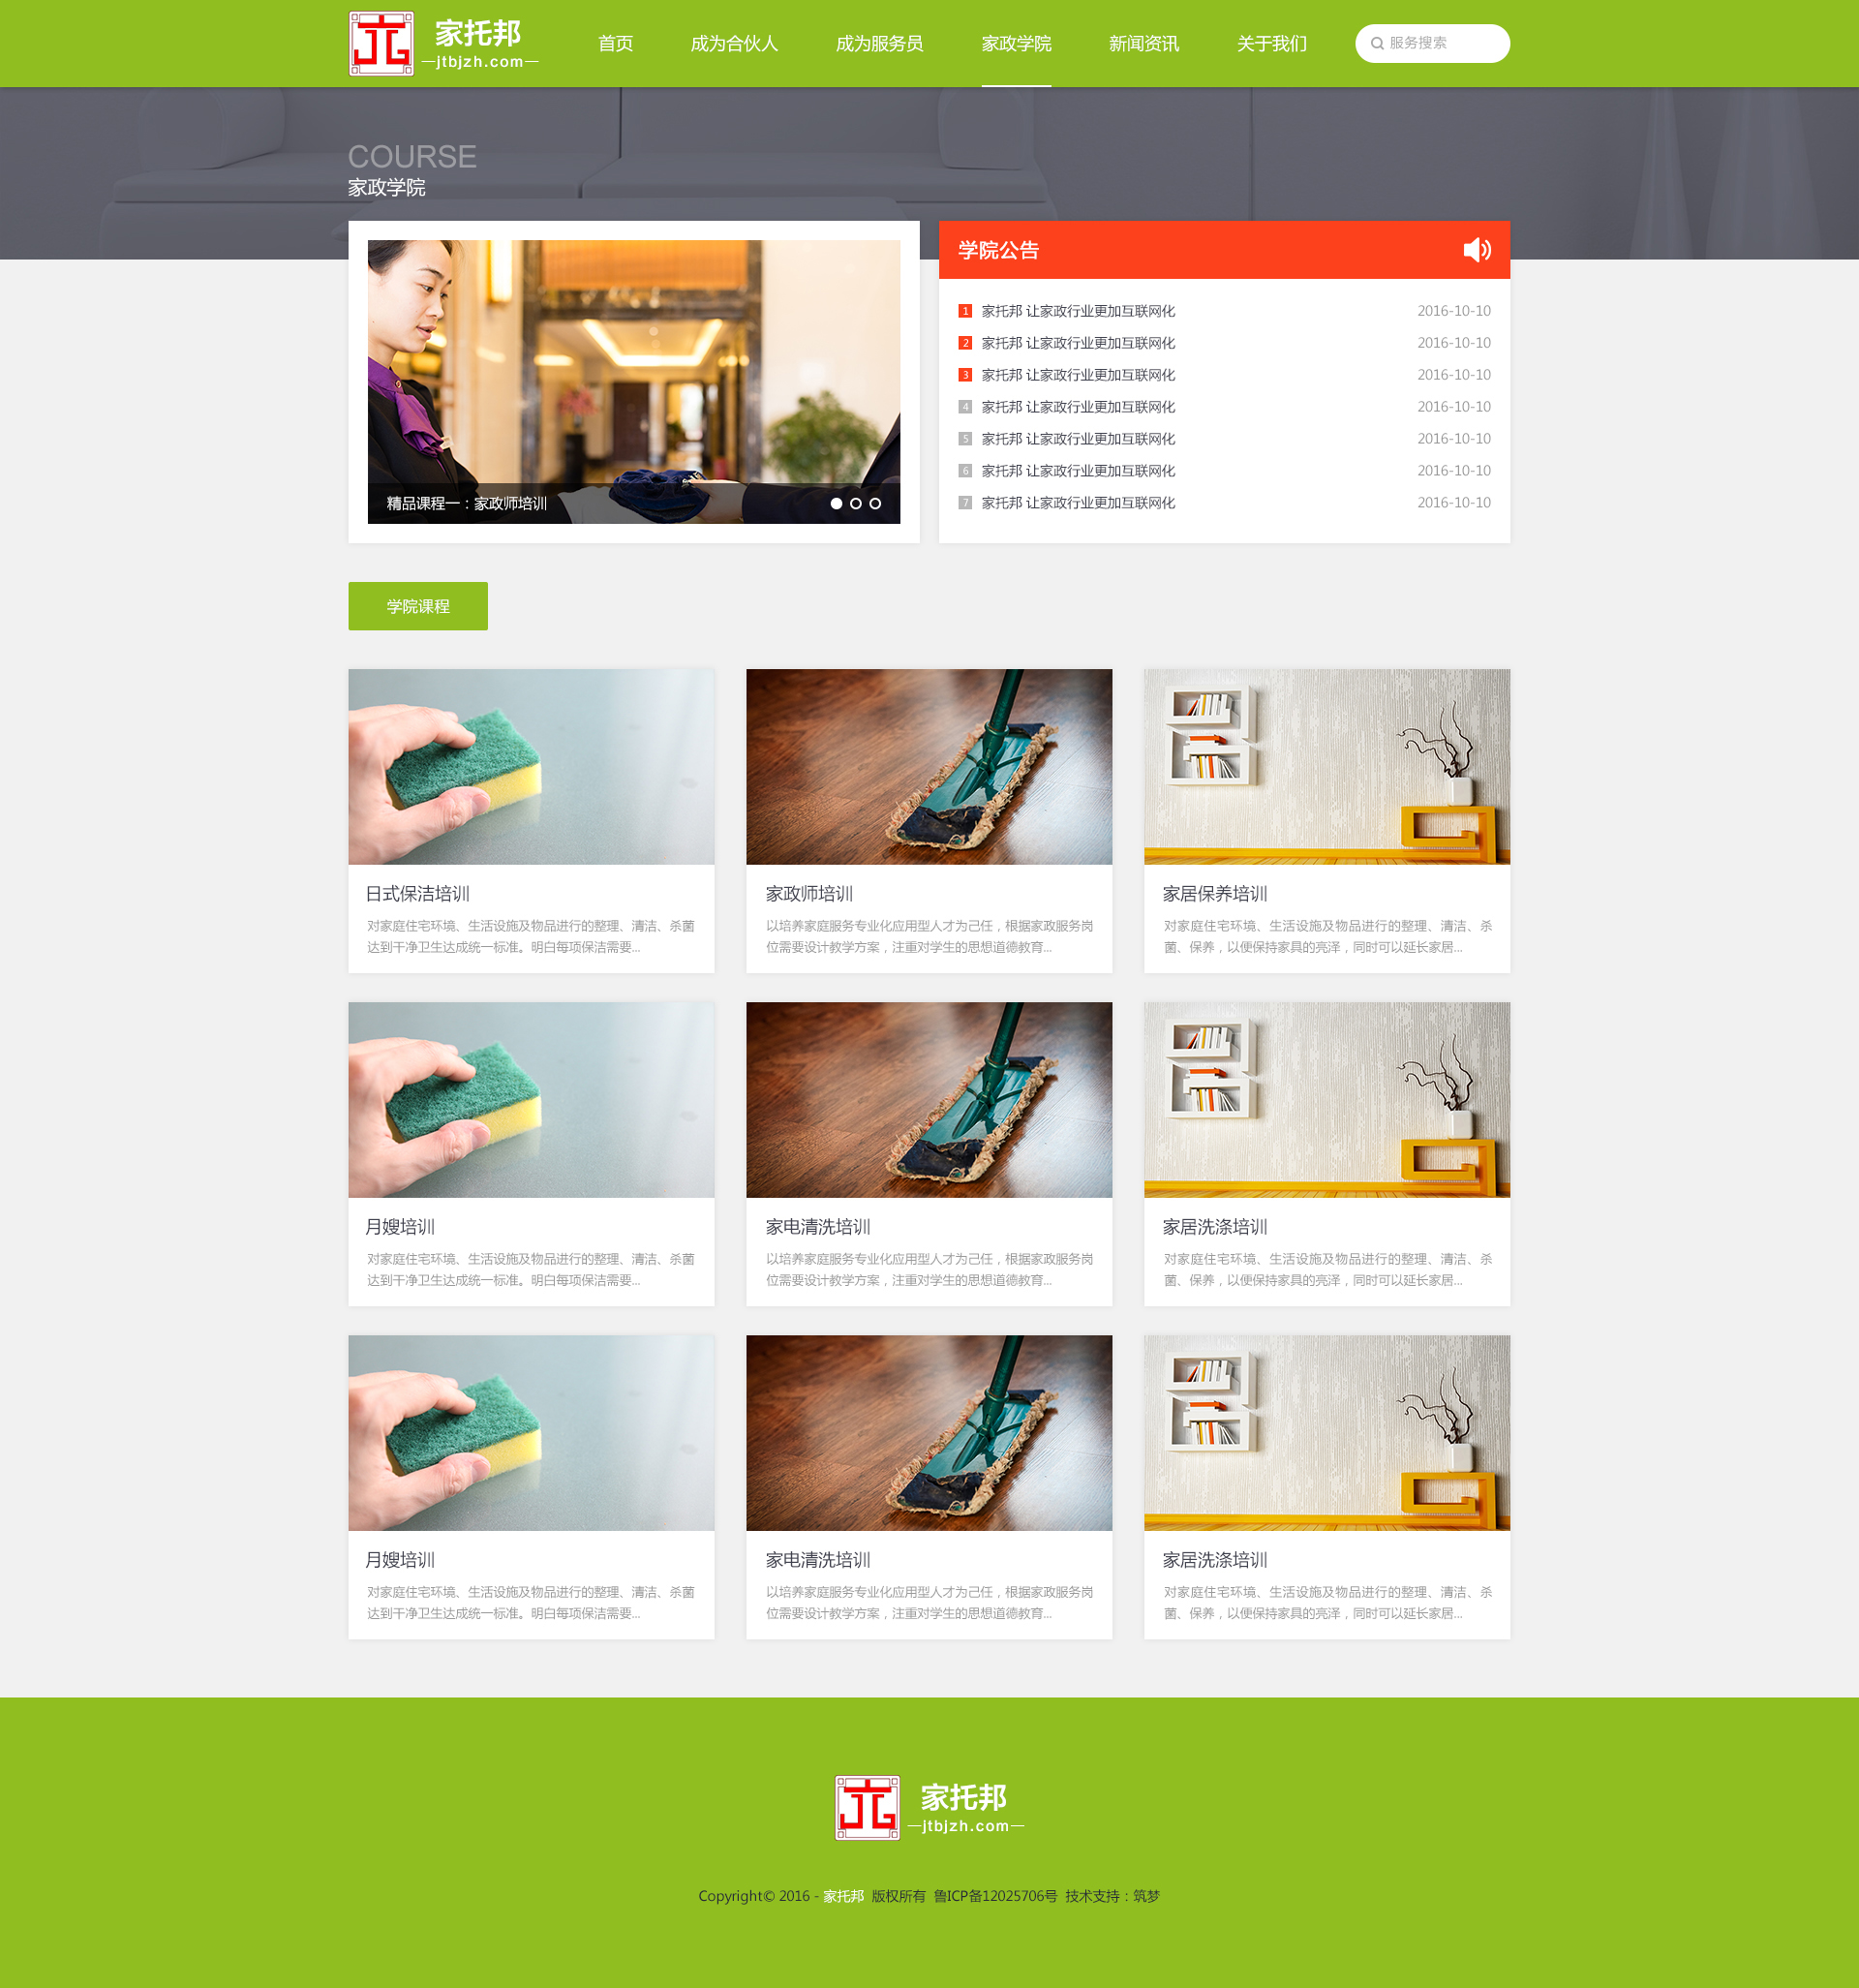 家托邦
jtbjzh.com
首页 成为合伙人 成为服务员 家政学院 新闻资讯 关于我们 服务搜索
COURSE
家政学院
精品课程一：家政师培训
学院公告
1 家托邦 让家政行业更加互联网化 2016-10-10
2 家托邦 让家政行业更加互联网化 2016-10-10
3 家托邦 让家政行业更加互联网化 2016-10-10
4 家托邦 让家政行业更加互联网化 2016-10-10
5 家托邦 让家政行业更加互联网化 2016-10-10
6 家托邦 让家政行业更加互联网化 2016-10-10
7 家托邦 让家政行业更加互联网化 2016-10-10
学院课程
日式保洁培训
对家庭住宅环境、生活设施及物品进行的整理、清洁、杀菌
达到干净卫生达成统一标准。明白每项保洁需要...
家政师培训
以培养家庭服务专业化应用型人才为己任，根据家政服务岗
位需要设计教学方案，注重对学生的思想道德教育...
家居保养培训
对家庭住宅环境、生活设施及物品进行的整理、清洁、杀
菌、保养，以便保持家具的亮泽，同时可以延长家居...
月嫂培训
对家庭住宅环境、生活设施及物品进行的整理、清洁、杀菌
达到干净卫生达成统一标准。明白每项保洁需要...
家电清洗培训
以培养家庭服务专业化应用型人才为己任，根据家政服务岗
位需要设计教学方案，注重对学生的思想道德教育...
家居洗涤培训
对家庭住宅环境、生活设施及物品进行的整理、清洁、杀
菌、保养，以便保持家具的亮泽，同时可以延长家居...
月嫂培训
对家庭住宅环境、生活设施及物品进行的整理、清洁、杀菌
达到干净卫生达成统一标准。明白每项保洁需要...
家电清洗培训
以培养家庭服务专业化应用型人才为己任，根据家政服务岗
位需要设计教学方案，注重对学生的思想道德教育...
家居洗涤培训
对家庭住宅环境、生活设施及物品进行的整理、清洁、杀
菌、保养，以便保持家具的亮泽，同时可以延长家居...
家托邦
jtbjzh.com
Copyright© 2016 - 家托邦 版权所有 鲁ICP备12025706号 技术支持：筑梦